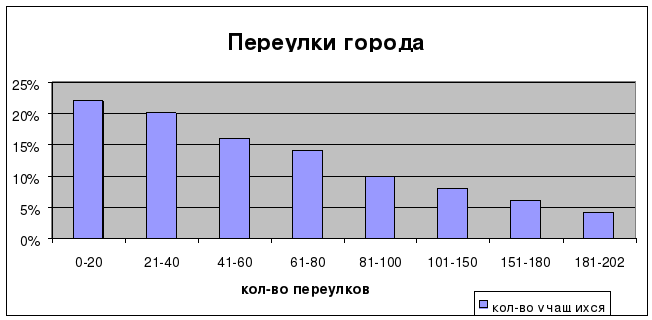 Переулки города
25%
20%
15%
10%
5%
0%
0-20 21-40 41-60 61-80 81-100 101-150 151-180 181-202
кол-во переулков
кол-во учащихся